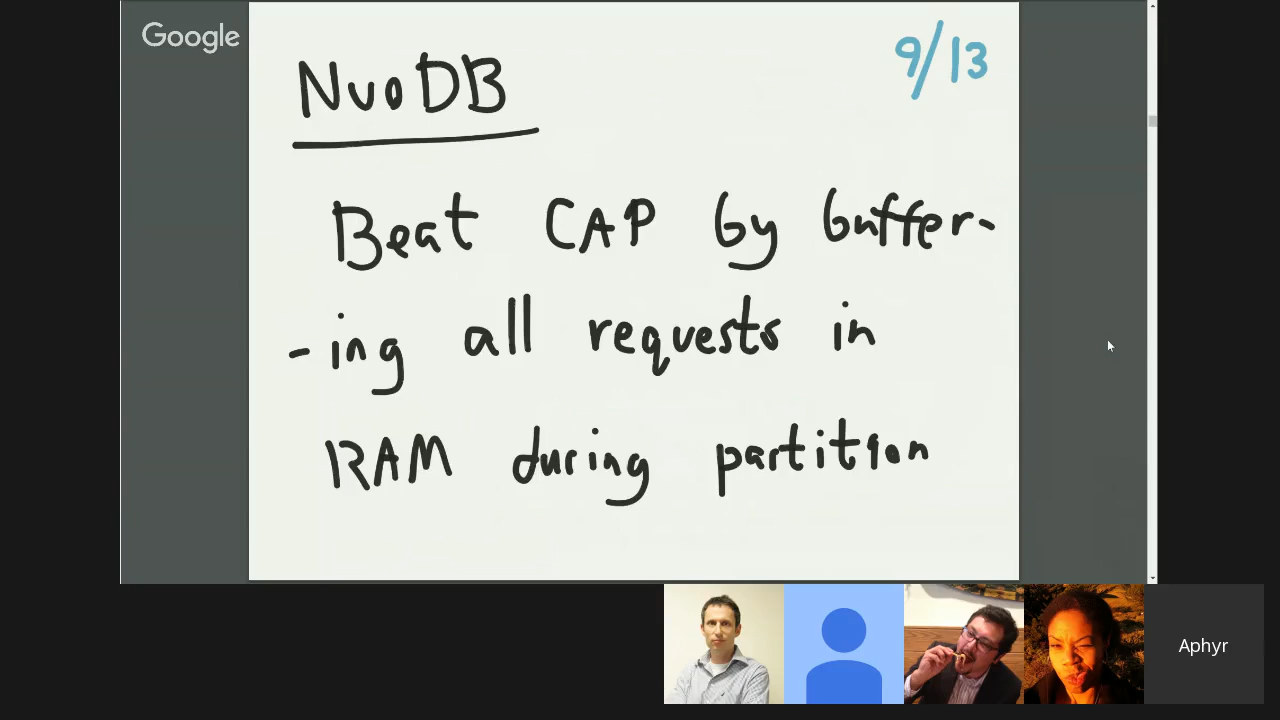 Google
NuoDB
9/13
Beat CAP by buffer-
-ing all requests in
RAM during partition
Aphyr